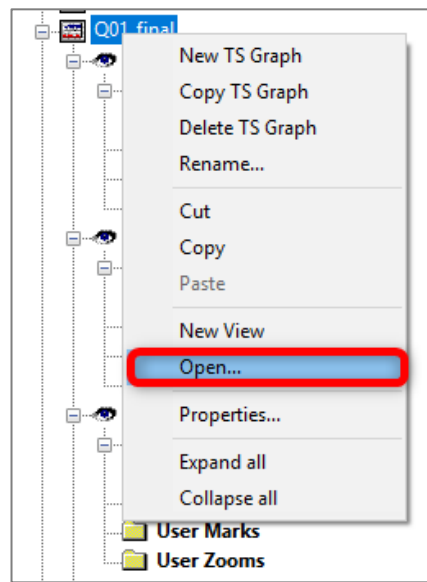 Q01_final
New TS Graph
Copy TS Graph
Delete TS Graph
Rename...
Cut
Copy
Paste
New View
Open...
Properties...
Expand all
Collapse all
User Marks
User Zooms